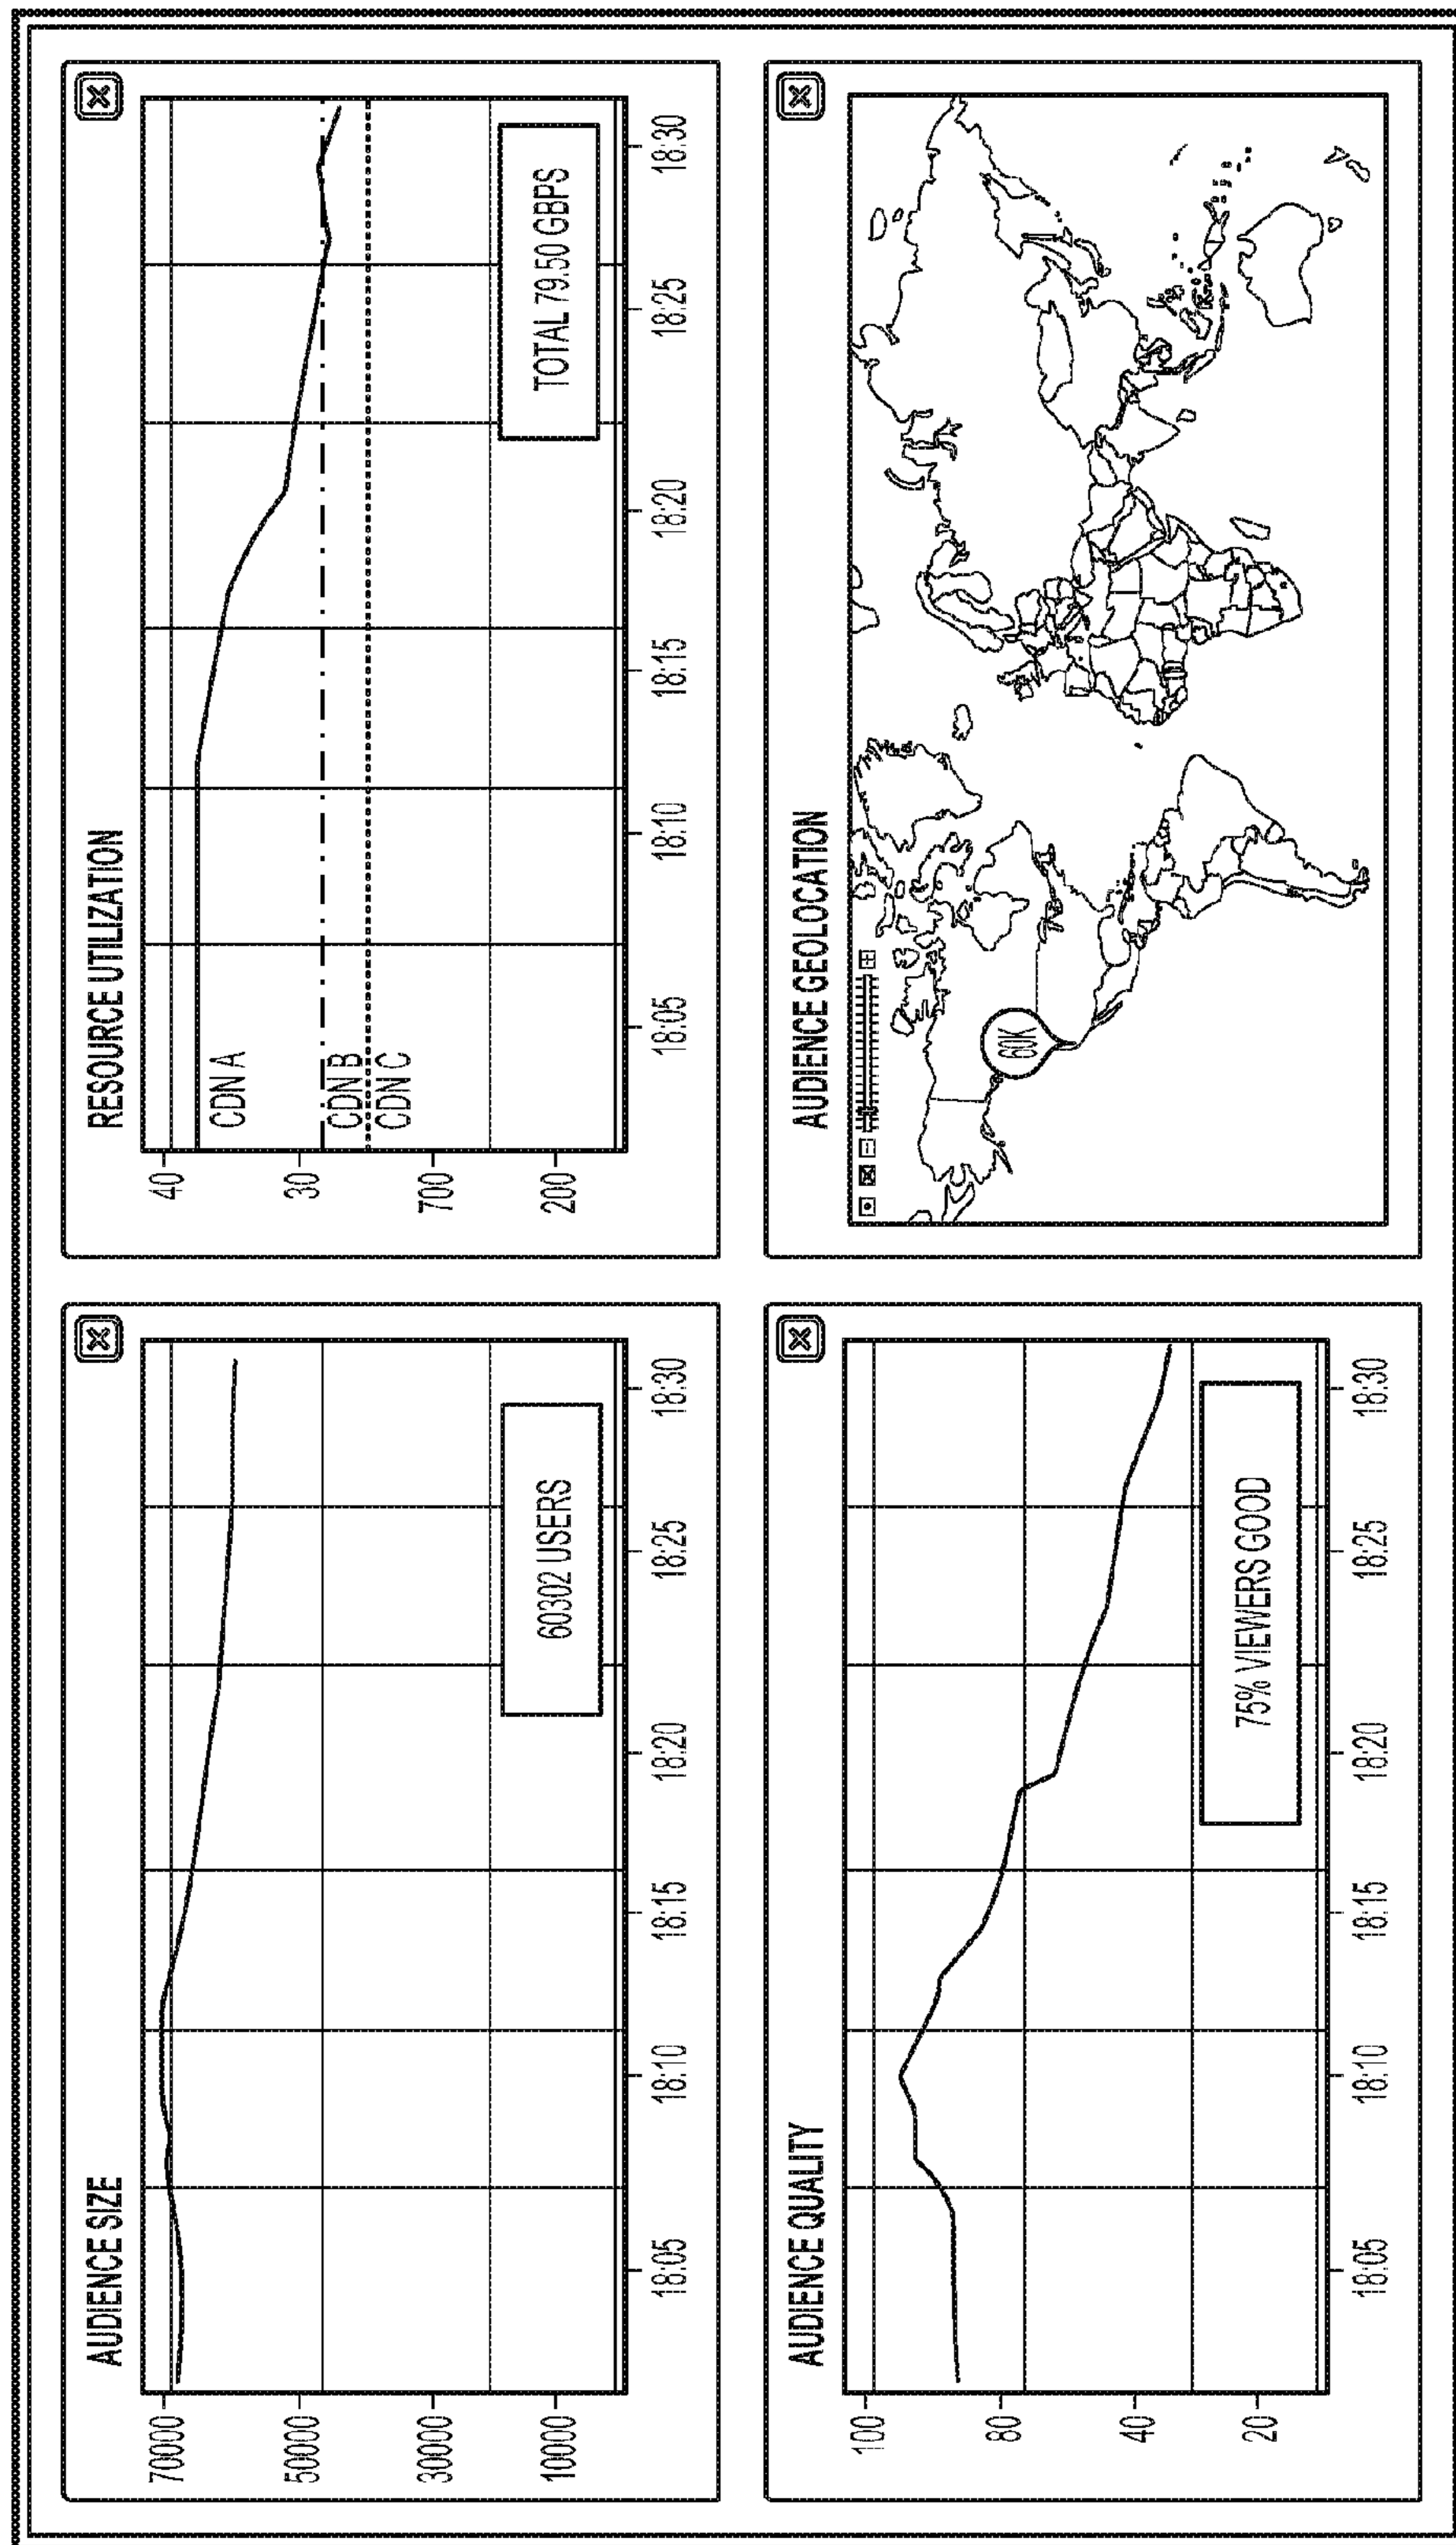 AUDIENCE SIZE
70000
50000
30000
10000
60302 USERS
18:05
18:10
18:15
18:20
18:25
18:30
RESOURCE UTILIZATION
40
30
700
200
CDN A
CDN B
CDN C
TOTAL 79.50 GBPS
18:05
18:10
18:15
18:20
18:25
18:30
AUDIENCE QUALITY
100
80
40
20
75% VIEWERS GOOD
18:05
18:10
18:15
18:20
18:25
18:30
AUDIENCE GEOLOCATION
60K